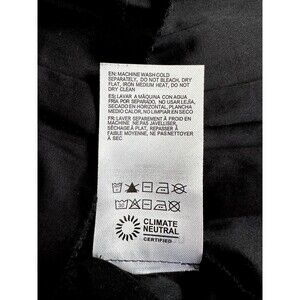 EN: MACHINE WASH COLD
SEPARATELY, DO NOT BLEACH, DRY
FLAT, IRON MEDIUM HEAT, DO NOT
DRY CLEAN
ES: LAVAR A MÁQUINA CON AGUA
FRÍA POR SEPARADO, NO USAR LEJÍA,
SECADO EN HORIZONTAL, PLANCHA
MEDIO CALOR, NO LIMPIAR EN SECO
FR: LAVER SEPARÉMENT À FROID EN
MACHINE, NE PAS JAVELLISER,
SÉCHAGE À PLAT, REPASSER À
FAIBLE MOYENNE, NE PAS NETTOYER
À SEC
CLIMATE
NEUTRAL
CERTIFIED